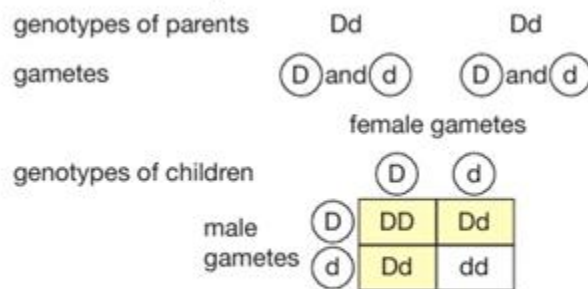 genotypes of parents Dd Dd
gametes D and d D and d
female gametes
genotypes of children D d
male gametes D DD Dd
d Dd dd